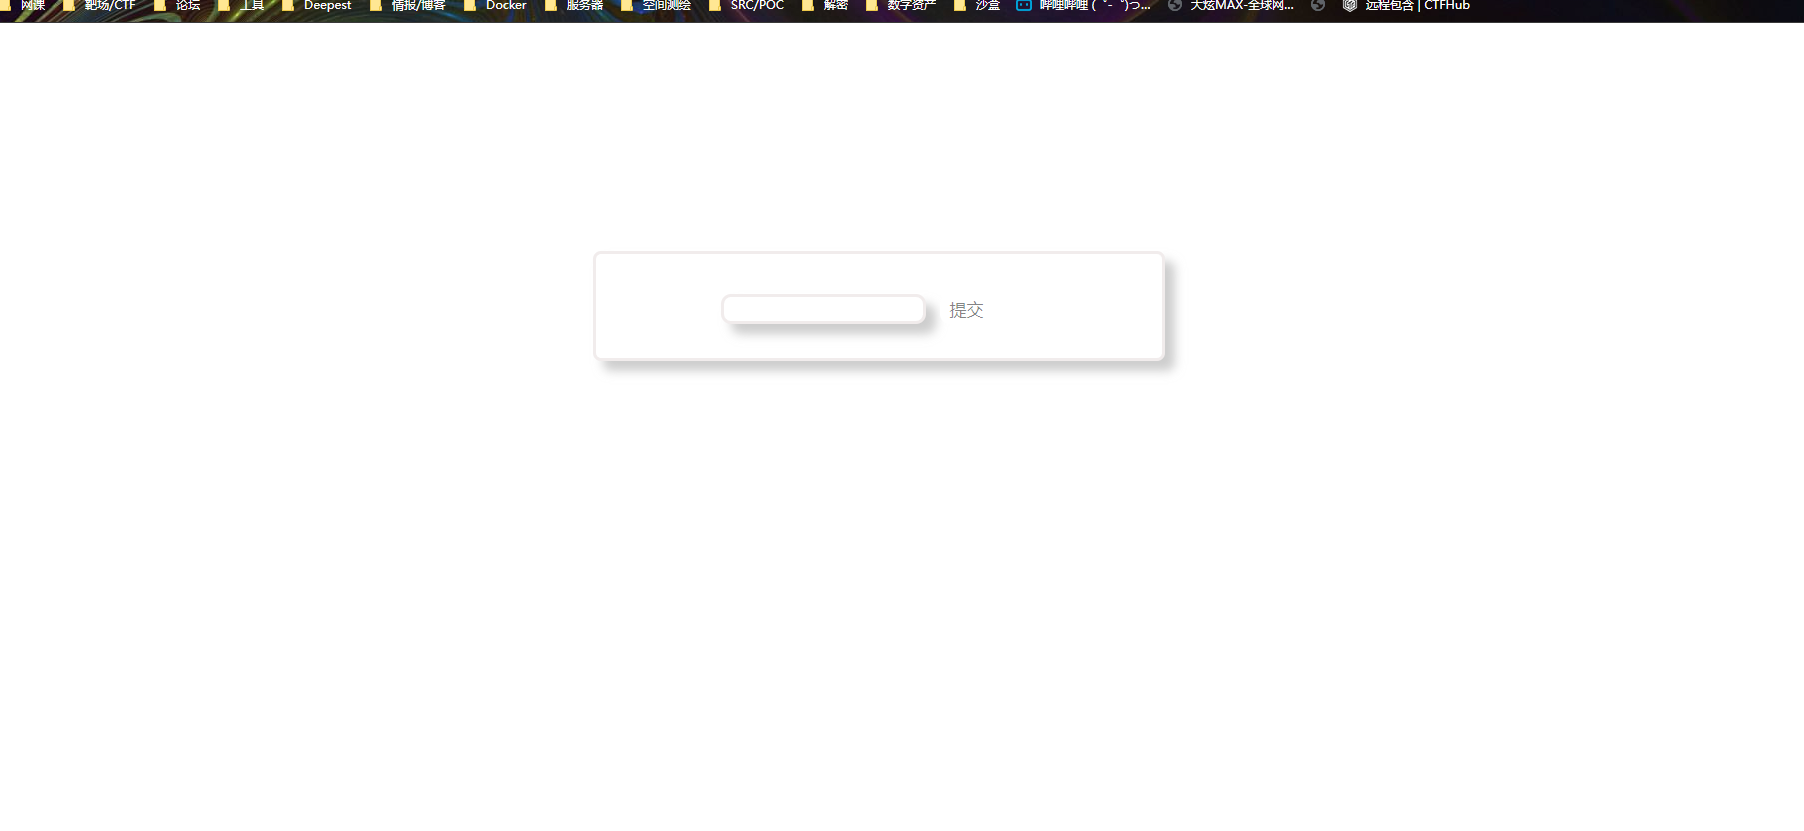 网课 靶场/CTF 论坛 工具 Deepest 情报/博客 Docker 服务器 空间测绘 SRC/POC 解密 数字资产 沙盒 哔哩哔哩 (゜-゜)つ... 大炫MAX-全球网... 远程包含 | CTFHub
提交